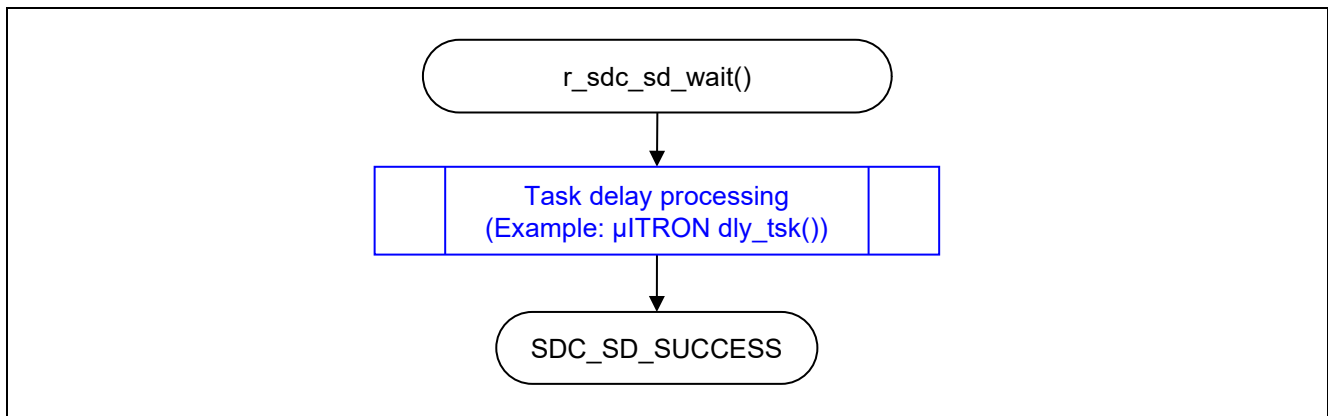 r_sdc_sd_wait()
Task delay processing
(Example: µITRON dly_tsk())
SDC_SD_SUCCESS